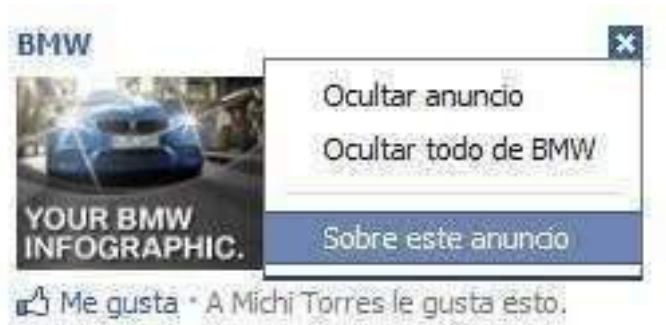 BMW
Ocultar anuncio
Ocultar todo de BMW
Sobre este anuncio
YOUR BMW
INFOGRAPHIC.
Me gusta · A Michi Torres le gusta esto.